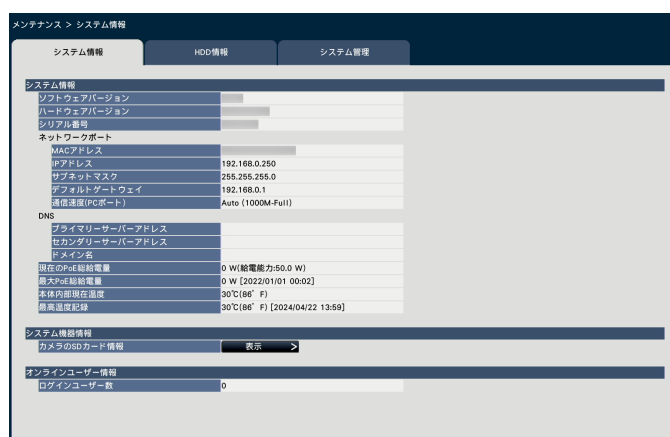 メンテナンス > システム情報
システム情報 HDD情報 システム管理
システム情報
ソフトウェアバージョン
ハードウェアバージョン
シリアル番号
ネットワークポート
MACアドレス
IPアドレス 192.168.0.250
サブネットマスク 255.255.255.0
デフォルトゲートウェイ 192.168.0.1
通信速度(PCポート) Auto (1000M-Full)
DNS
プライマリーサーバーアドレス
セカンダリーサーバーアドレス
ドメイン名
現在のPoE総給電量 0 W(給電能力:50.0 W)
最大PoE総給電量 0 W [2022/01/01 00:02]
本体内部現在温度 30℃(86° F)
最高温度記録 30℃(86° F) [2024/04/22 13:59]
システム機器情報
カメラのSDカード情報 表示 >
オンラインユーザー情報
ログインユーザー数 0